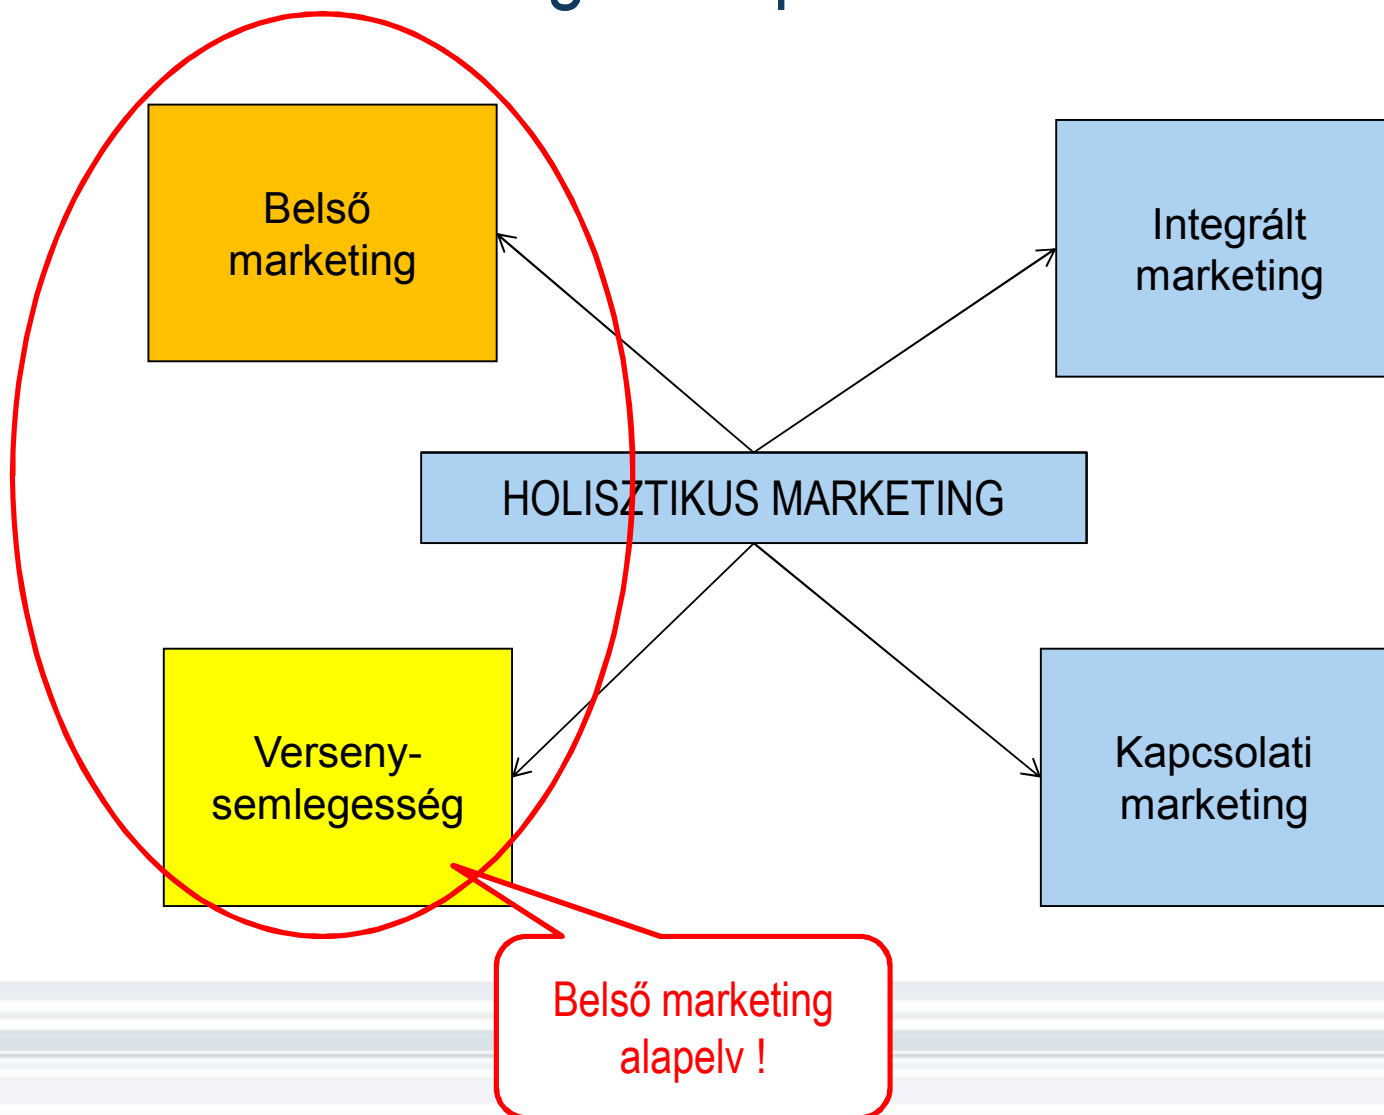 Belső
marketing
Integrált
marketing
HOLISZTIKUS MARKETING
Verseny-
semlegesség
Kapcsolati
marketing
Belső marketing
alapelv !